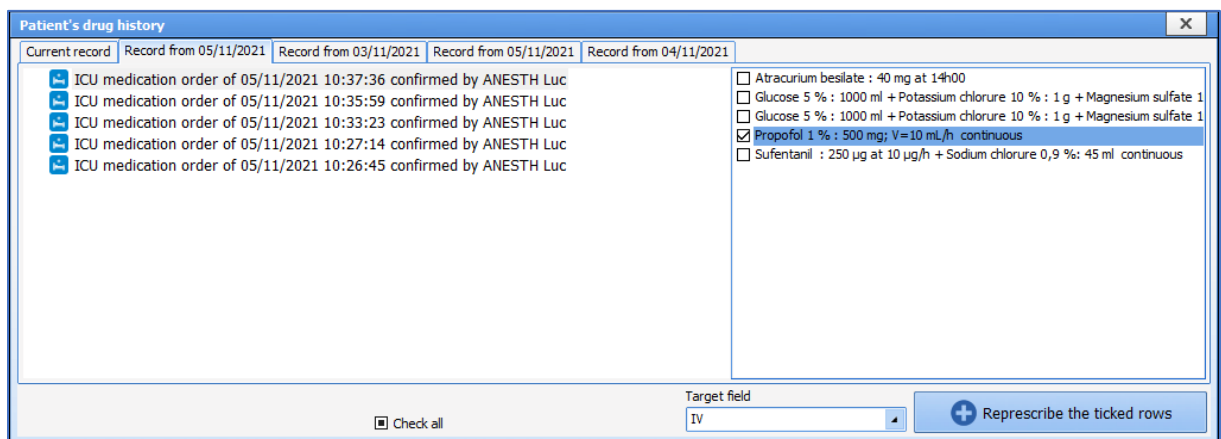 Patient's drug history
Current record
Record from 05/11/2021
Record from 03/11/2021
Record from 05/11/2021
Record from 04/11/2021
ICU medication order of 05/11/2021 10:37:36 confirmed by ANESTH Luc
ICU medication order of 05/11/2021 10:35:59 confirmed by ANESTH Luc
ICU medication order of 05/11/2021 10:33:23 confirmed by ANESTH Luc
ICU medication order of 05/11/2021 10:27:14 confirmed by ANESTH Luc
ICU medication order of 05/11/2021 10:26:45 confirmed by ANESTH Luc
Atracurium besilate : 40 mg at 14h00
Glucose 5 % : 1000 ml + Potassium chlorure 10 % : 1 g + Magnesium sulfate 1
Glucose 5 % : 1000 ml + Potassium chlorure 10 % : 1 g + Magnesium sulfate 1
Propofol 1 % : 500 mg; V=10 mL/h continuous
Sufentanil : 250 µg at 10 µg/h + Sodium chlorure 0,9 %: 45 ml continuous
Check all
Target field
IV
Represcribe the ticked rows